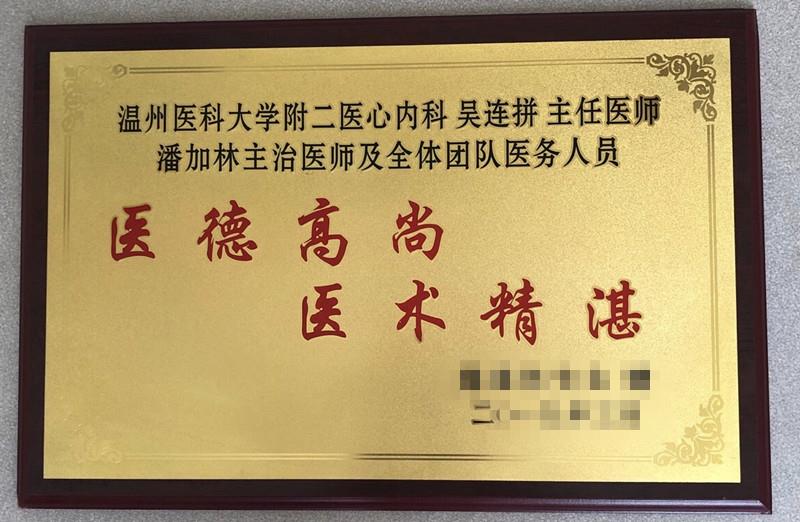 温州医科大学附二医心内科 吴连拼 主任医师
潘加林主治医师及全体团队医务人员
医德高尚
医术精湛